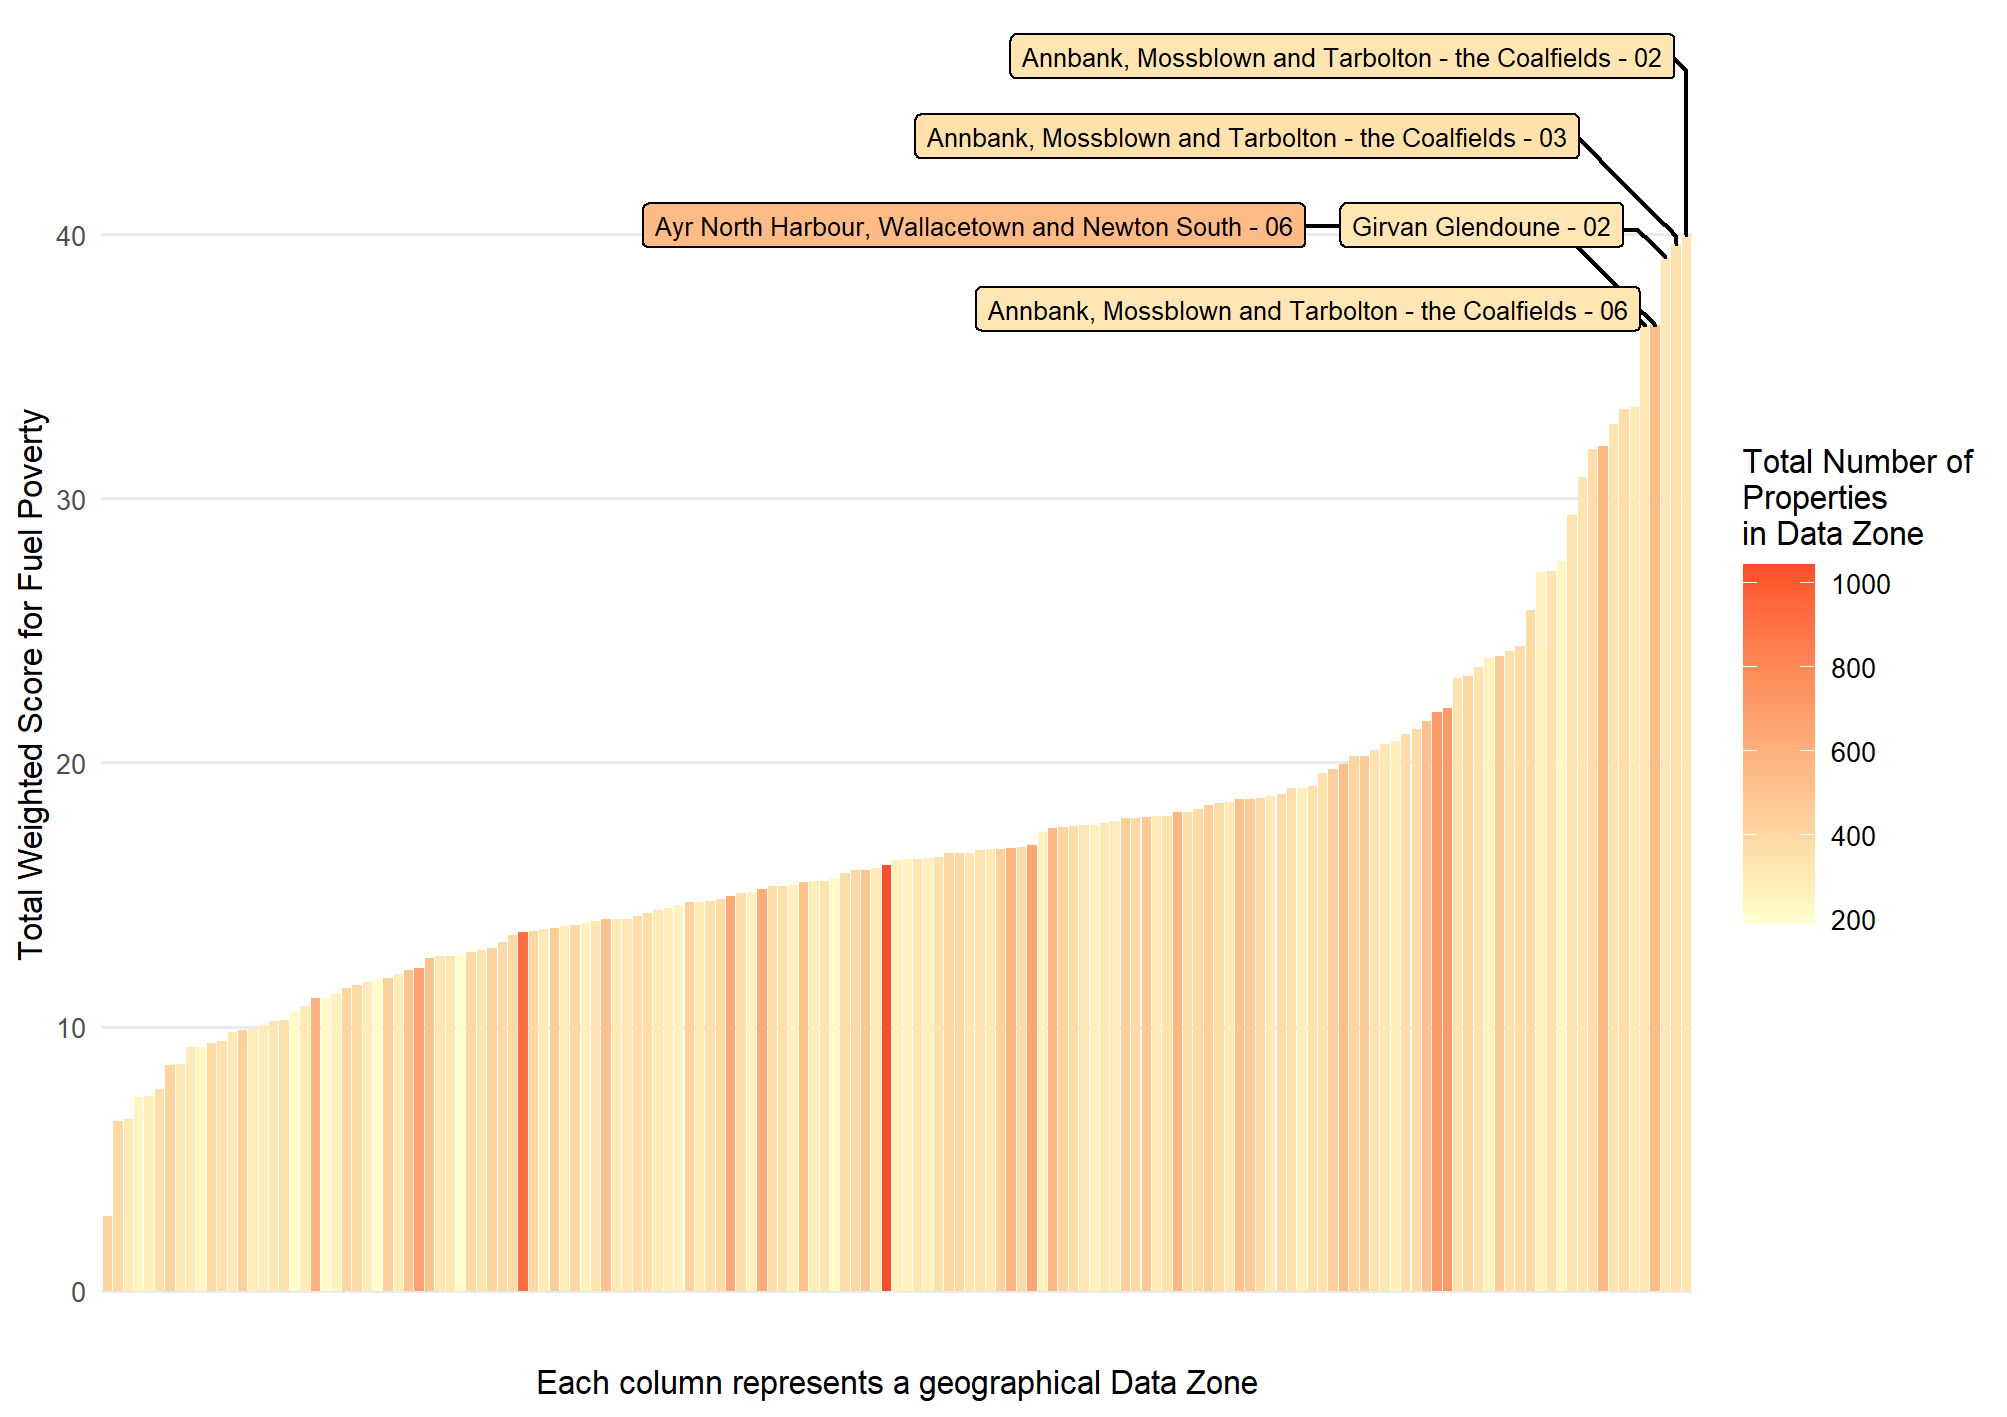 Annbank, Mossblown and Tarbolton - the Coalfields - 02
Annbank, Mossblown and Tarbolton - the Coalfields - 03
Ayr North Harbour, Wallacetown and Newton South - 06
Girvan Glendoune - 02
Annbank, Mossblown and Tarbolton - the Coalfields - 06
Total Weighted Score for Fuel Poverty
40
30
20
10
0
Each column represents a geographical Data Zone
Total Number of
Properties
in Data Zone
1000
800
600
400
200